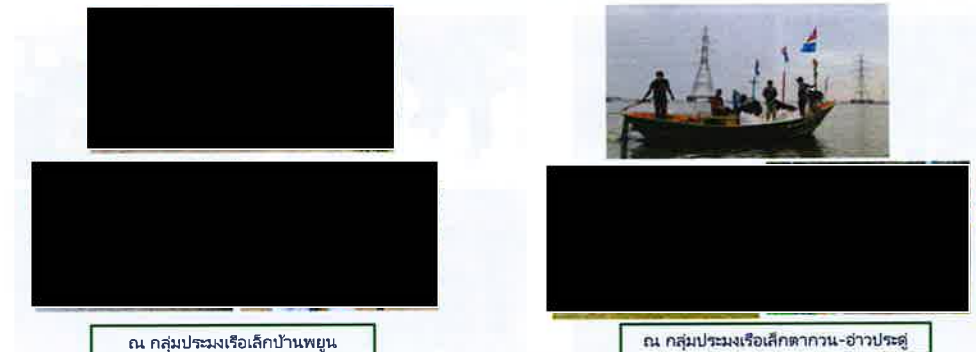 ณ กลุ่มประมงเรือเล็กบ้านพยูน
ณ กลุ่มประมงเรือเล็กตากวน-อ่าวประดู่